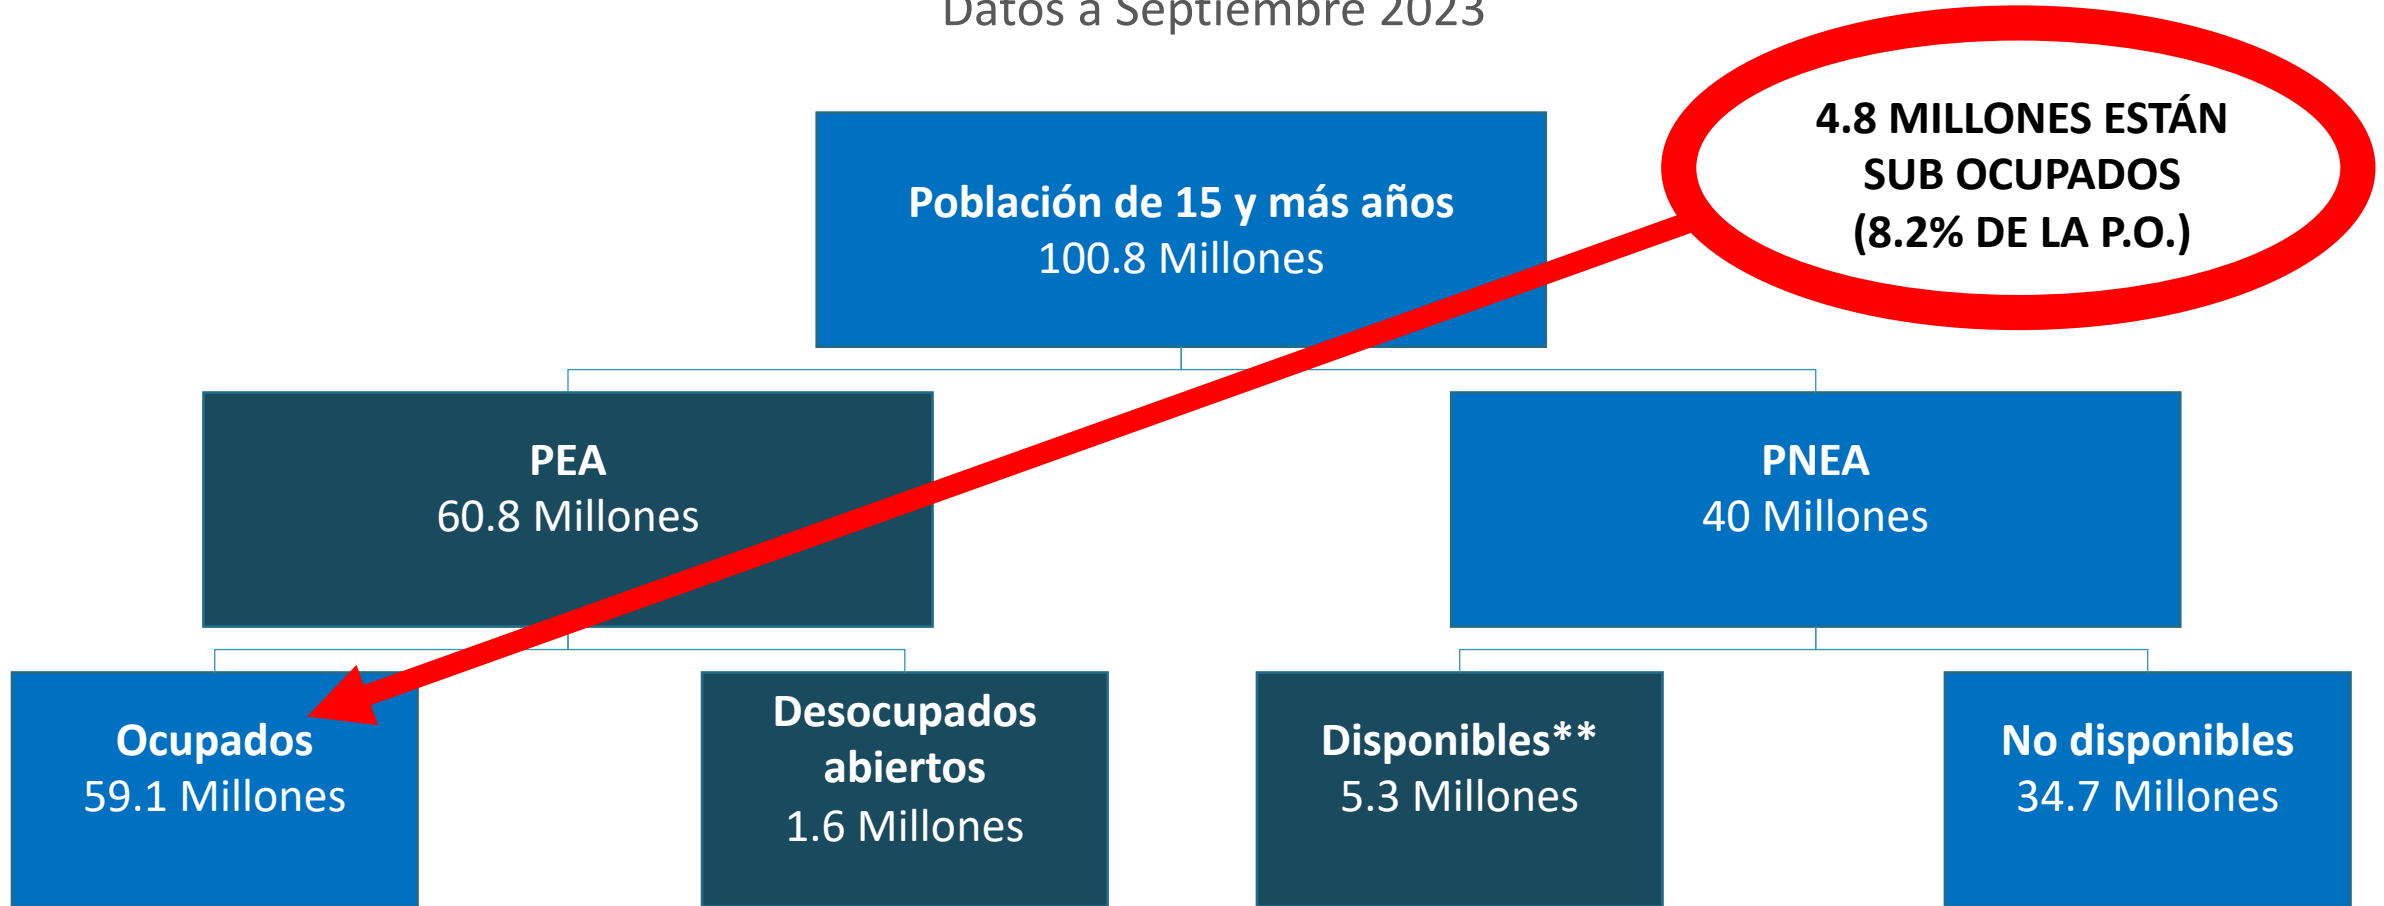 Datos a Septiembre 2023
4.8 MILLONES ESTÁN
SUB OCUPADOS
(8.2% DE LA P.O.)
Población de 15 y más años
100.8 Millones
PEA
60.8 Millones
PNEA
40 Millones
Ocupados
59.1 Millones
Desocupados
abiertos
1.6 Millones
Disponibles**
5.3 Millones
No disponibles
34.7 Millones